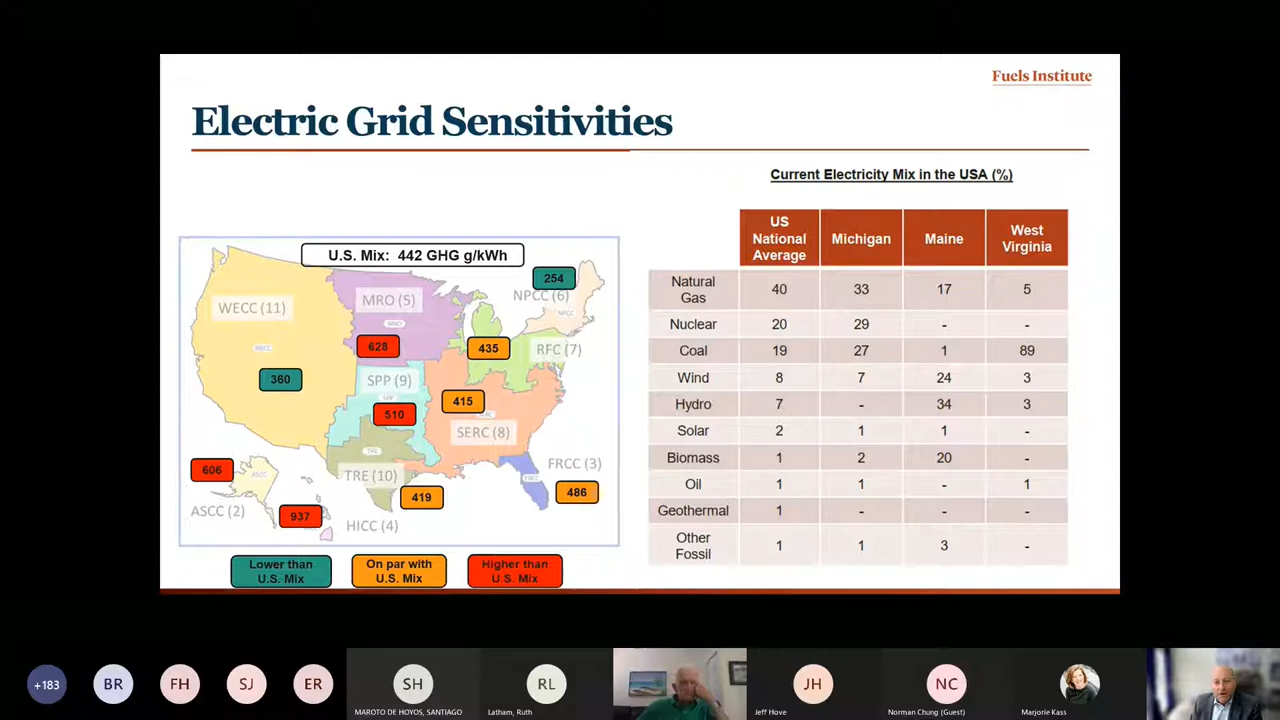 Fuels Institute
Electric Grid Sensitivities
Current Electricity Mix in the USA (%)
U.S. Mix: 442 GHG g/kWh
254
WECC (11)
MRO (5)
NPCC (6)
NPCC
WECC
628
435
RFC (7)
360
SPP (9)
415
510
SERC (8)
606
ASCC
TRE (10)
TRE
FRCC (3)
419
486
ASCC (2)
937
HICC (4)
Lower than
U.S. Mix
On par with
U.S. Mix
Higher than
U.S. Mix
US
National
Average
Michigan
Maine
West
Virginia
Natural
Gas
40
33
17
5
Nuclear
20
29
-
-
Coal
19
27
1
89
Wind
8
7
24
3
Hydro
7
-
34
3
Solar
2
1
1
-
Biomass
1
2
20
-
Oil
1
1
-
1
Geothermal
1
-
-
-
Other
Fossil
1
1
3
-
+183
BR
FH
SJ
ER
SH
MAROTO DE HOYOS, SANTIAGO
RL
Latham, Ruth
JH
Jeff Hove
NC
Norman Chung (Guest)
Marjorie Kass